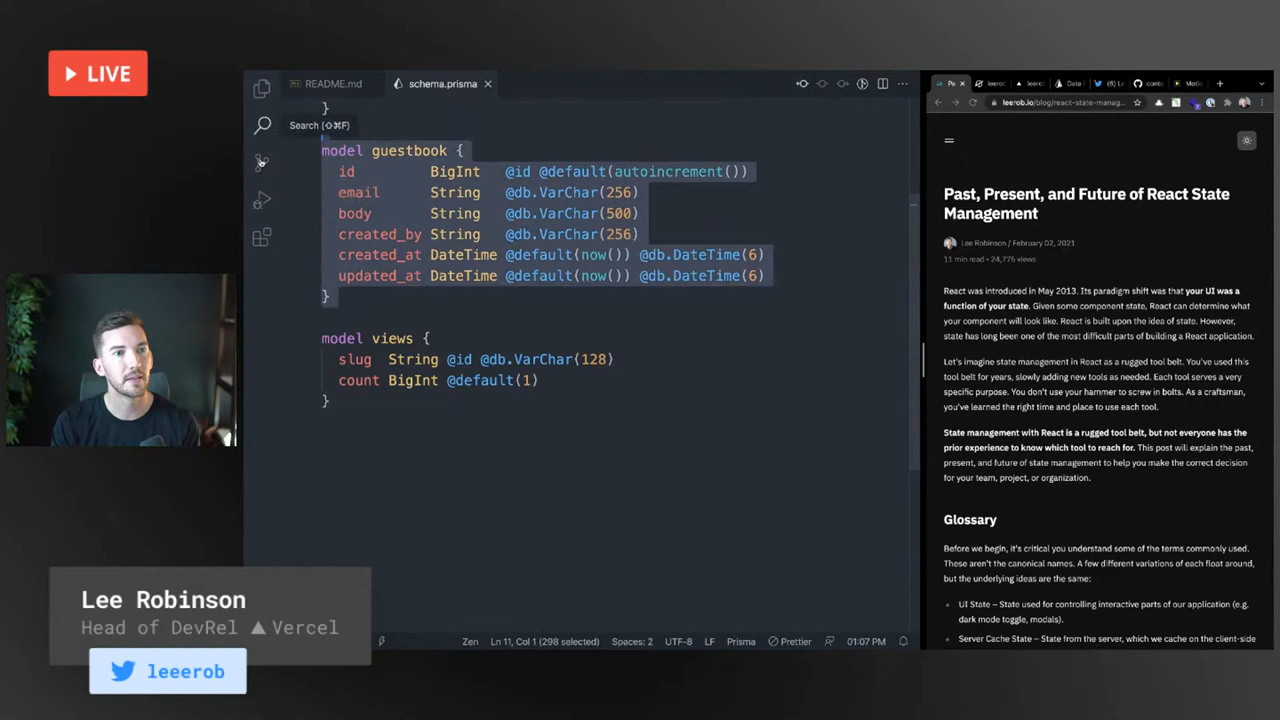 LIVE
README.md
schema.prisma
}
Search (⇧⌘F)
model guestbook {
id BigInt @id @default(autoincrement())
email String @db.VarChar(256)
body String @db.VarChar(500)
created_by String @db.VarChar(256)
created_at DateTime @default(now()) @db.DateTime(6)
updated_at DateTime @default(now()) @db.DateTime(6)
}
model views {
slug String @id @db.VarChar(128)
count BigInt @default(1)
}
Zen Ln 11, Col 1 (298 selected) Spaces: 2 UTF-8 LF Prisma Prettier 01:07 PM
leerob.io/blog/react-state-manag...
Past, Present, and Future of React State
Management
Lee Robinson / February 02, 2021
11 min read • 24,775 views
React was introduced in May 2013. Its paradigm shift was that your UI was a
function of your state. Given some component state, React can determine what
your component will look like. React is built upon the idea of state. However,
state has long been one of the most difficult parts of building a React application.
Let's imagine state management in React as a rugged tool belt. You've used this
tool belt for years, slowly adding new tools as needed. Each tool serves a very
specific purpose. You don't use your hammer to screw in bolts. As a craftsman,
you've learned the right time and place to use each tool.
State management with React is a rugged tool belt, but not everyone has the
prior experience to know which tool to reach for. This post will explain the past,
present, and future of state management to help you make the correct decision
for your team, project, or organization.
Glossary
Before we begin, it's critical you understand some of the terms commonly used.
These aren't the canonical names. A few different variations of each float around,
but the underlying ideas are the same:
• UI State – State used for controlling interactive parts of our application (e.g.
dark mode toggle, modals).
• Server Cache State – State from the server, which we cache on the client-side
Lee Robinson
Head of DevRel ▲ Vercel
leeerob